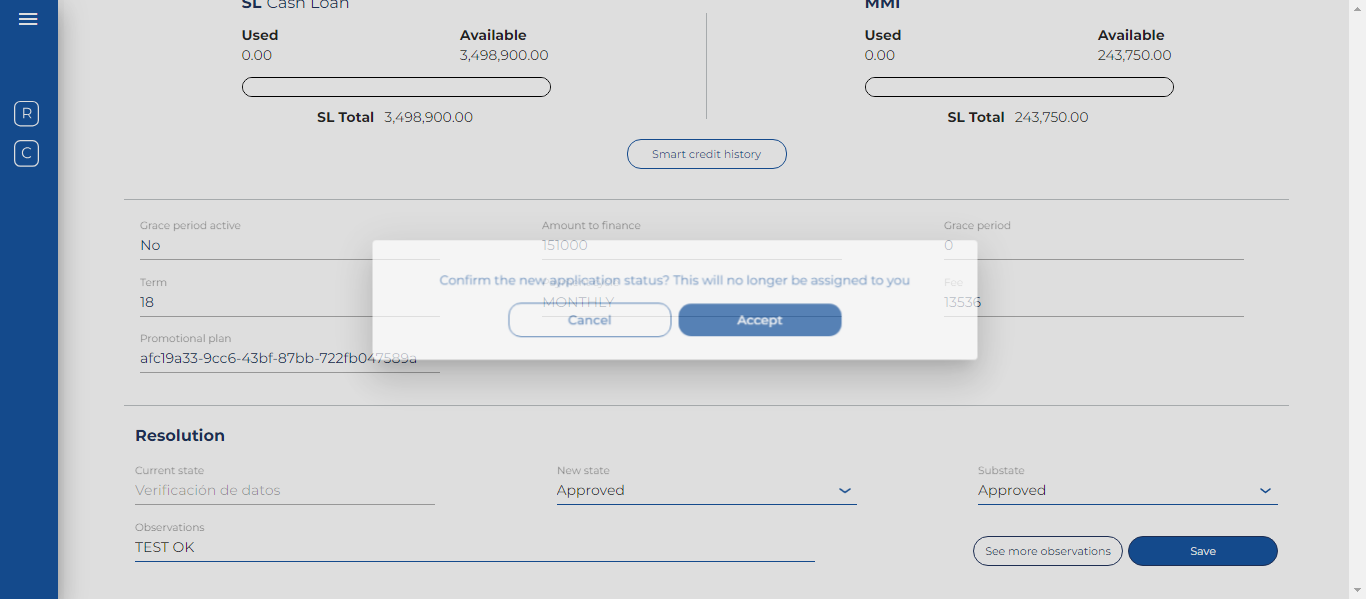 SL Cash Loan
MMI
Used
Available
Used
Available
0.00
3,498,900.00
0.00
243,750.00
SL Total 3,498,900.00
SL Total 243,750.00
R
C
Smart credit history
Grace period active
Amount to finance
Grace period
No
151000
0
Confirm the new application status? This will no longer be assigned to you
Term
Fee
18
MONTHLY
13536
Cancel
Accept
Promotional plan
afc19a33-9cc6-43bf-87bb-722fb047589a
Resolution
Current state
New state
Substate
Verificación de datos
Approved
Approved
Observations
TEST OK
See more observations
Save